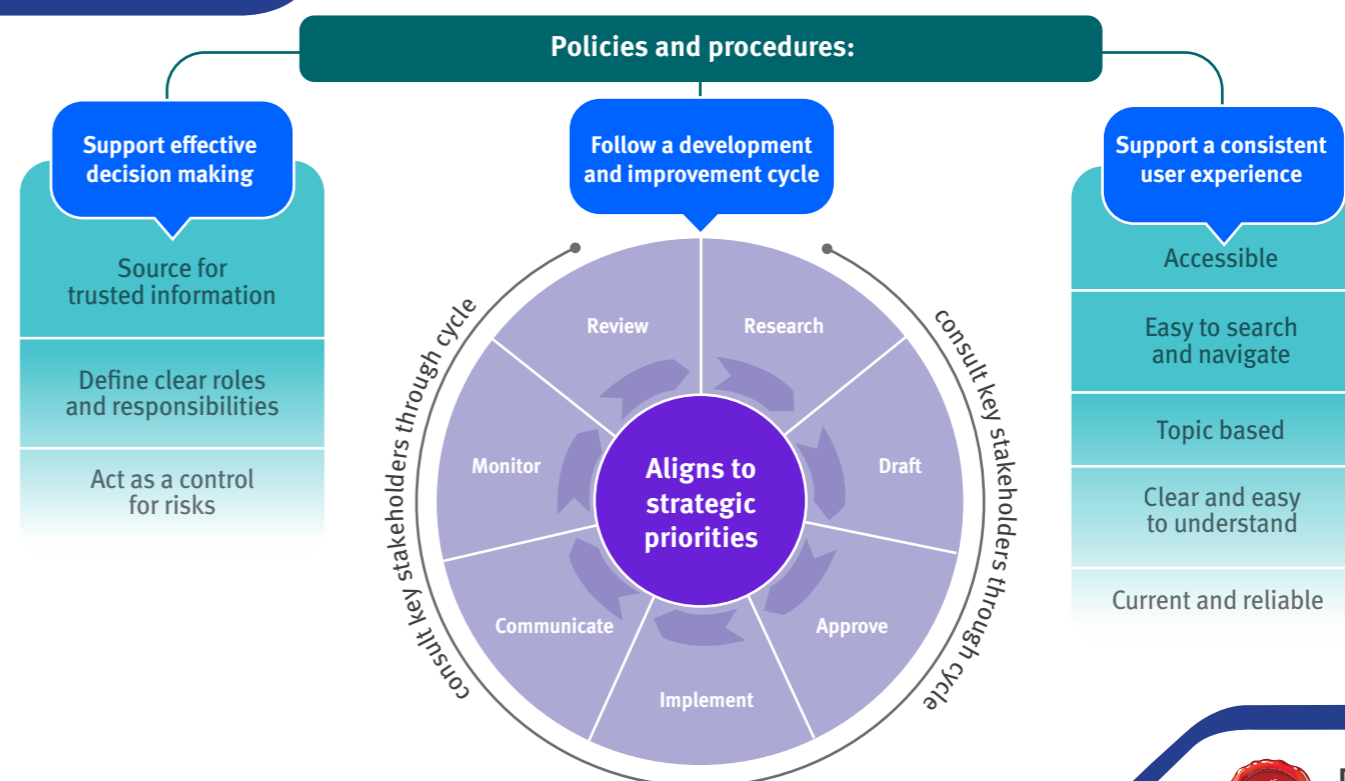 Policies and procedures:
Support effective
decision making
Source for
trusted information
Define clear roles
and responsibilities
Act as a control
for risks
Follow a development
and improvement cycle
Research
Draft
Approve
Implement
Communicate
Monitor
Review
Aligns to
strategic
priorities
consult key stakeholders through cycle
consult key stakeholders through cycle
Support a consistent
user experience
Accessible
Easy to search
and navigate
Topic based
Clear and easy
to understand
Current and reliable